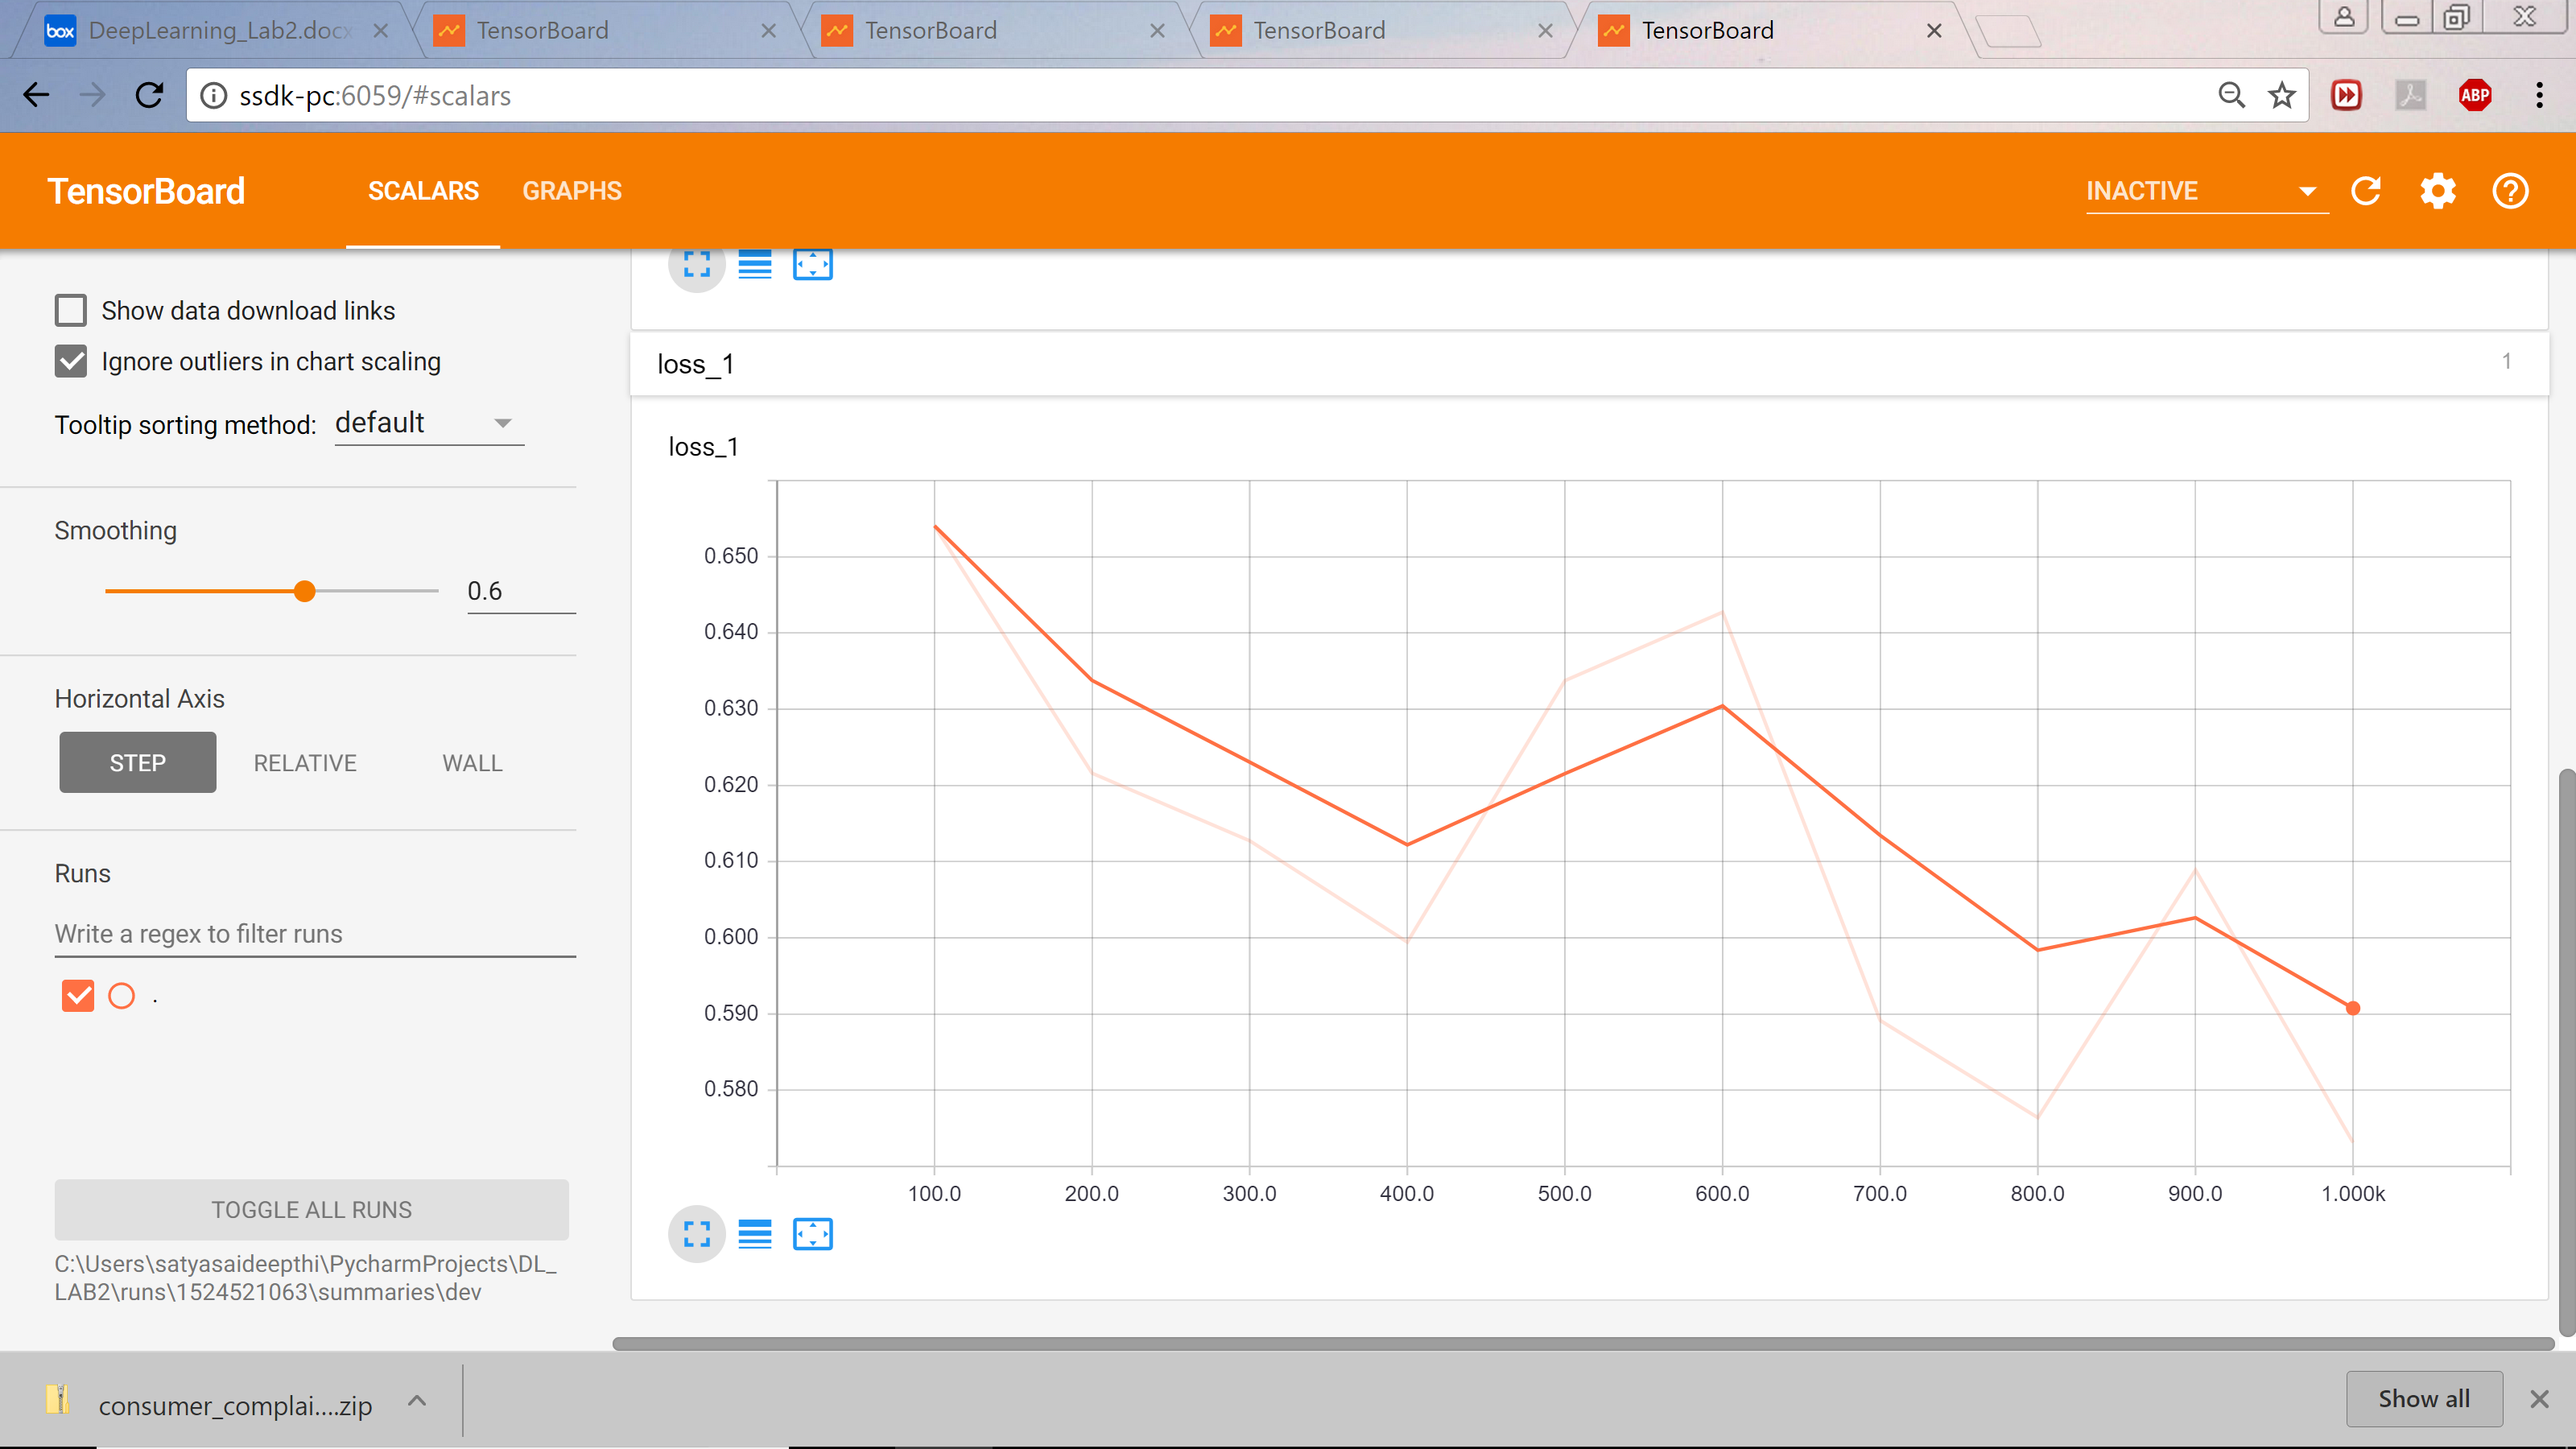 box DeepLearning_Lab2.docx TensorBoard TensorBoard TensorBoard TensorBoard
ssdk-pc:6059/#scalars ABP
TensorBoard SCALARS GRAPHS INACTIVE
Show data download links
Ignore outliers in chart scaling
Tooltip sorting method: default
Smoothing
0.6
Horizontal Axis
STEP RELATIVE WALL
Runs
Write a regex to filter runs
.
TOGGLE ALL RUNS
C:\Users\satyasaideepthi\PycharmProjects\DL_
LAB2\runs\1524521063\summaries\dev
loss_1 1
loss_1
0.650
0.640
0.630
0.620
0.610
0.600
0.590
0.580
100.0 200.0 300.0 400.0 500.0 600.0 700.0 800.0 900.0 1.000k
consumer_complai....zip Show all